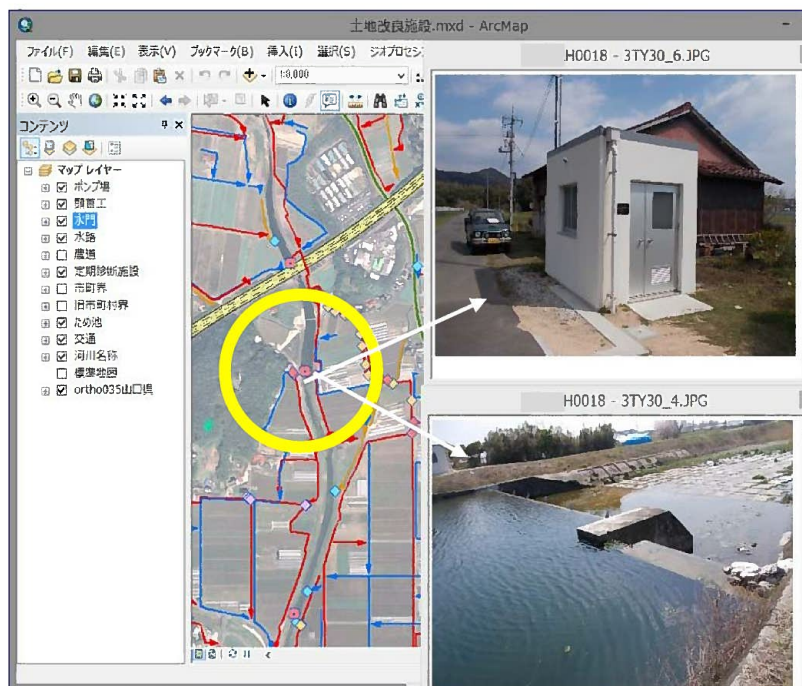 土地改良施設.mxd - ArcMap
ファイル(F) 編集(E) 表示(V) ブックマーク(B) 挿入(I) 選択(S) ジオプロセシ
1:8,000
コンテンツ
マップ レイヤー
ポンプ場
頭首工
水門
水路
農道
定期診断施設
市町界
旧市町村界
ため池
交通
河川名称
標準地図
ortho035山口県
H0018 - 3TY30_6.JPG
H0018 - 3TY30_4.JPG